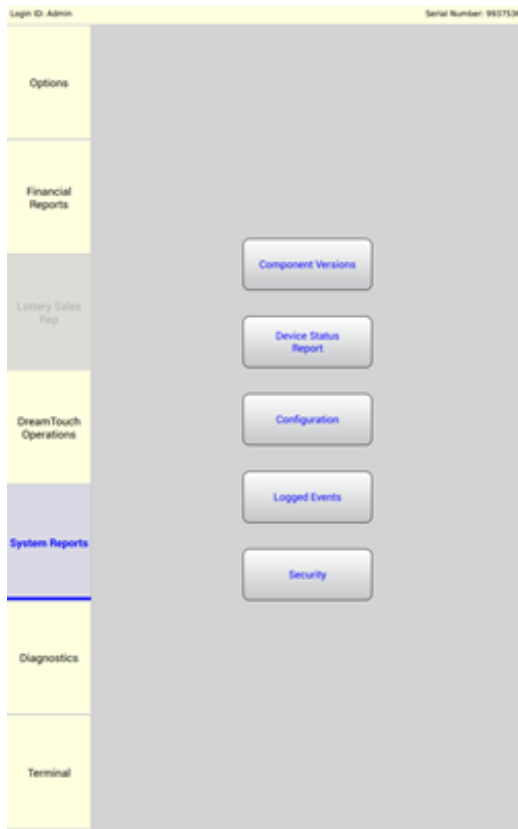 Login ID: Admin
Serial Number: 9937536
Options
Financial
Reports
Lottery Sales
Rep
DreamTouch
Operations
System Reports
Diagnostics
Terminal
Component Versions
Device Status
Report
Configuration
Logged Events
Security